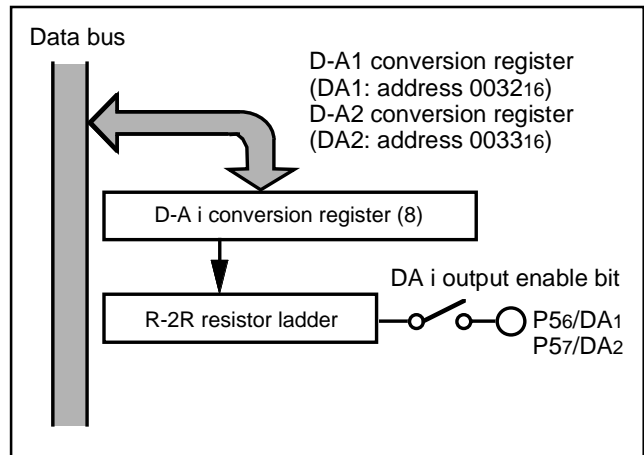 Data bus
D-A1 conversion register
(DA1: address 003216)
D-A2 conversion register
(DA2: address 003316)
D-A i conversion register (8)
DA i output enable bit
R-2R resistor ladder
P56/DA1
P57/DA2